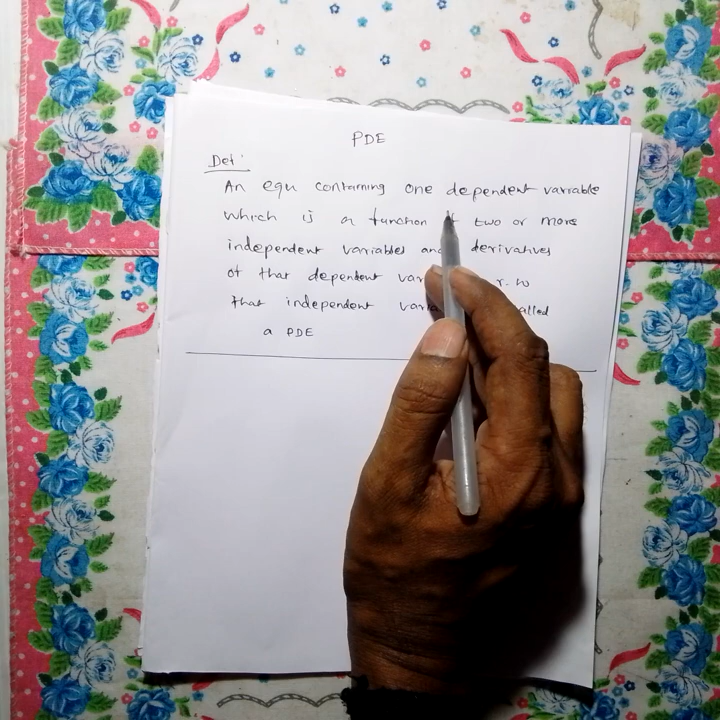 PDE
Def:
An equ containing one dependent variable
which is a function two or more
independent variables and derivatives
of that dependent r.w
that independent called
a PDE